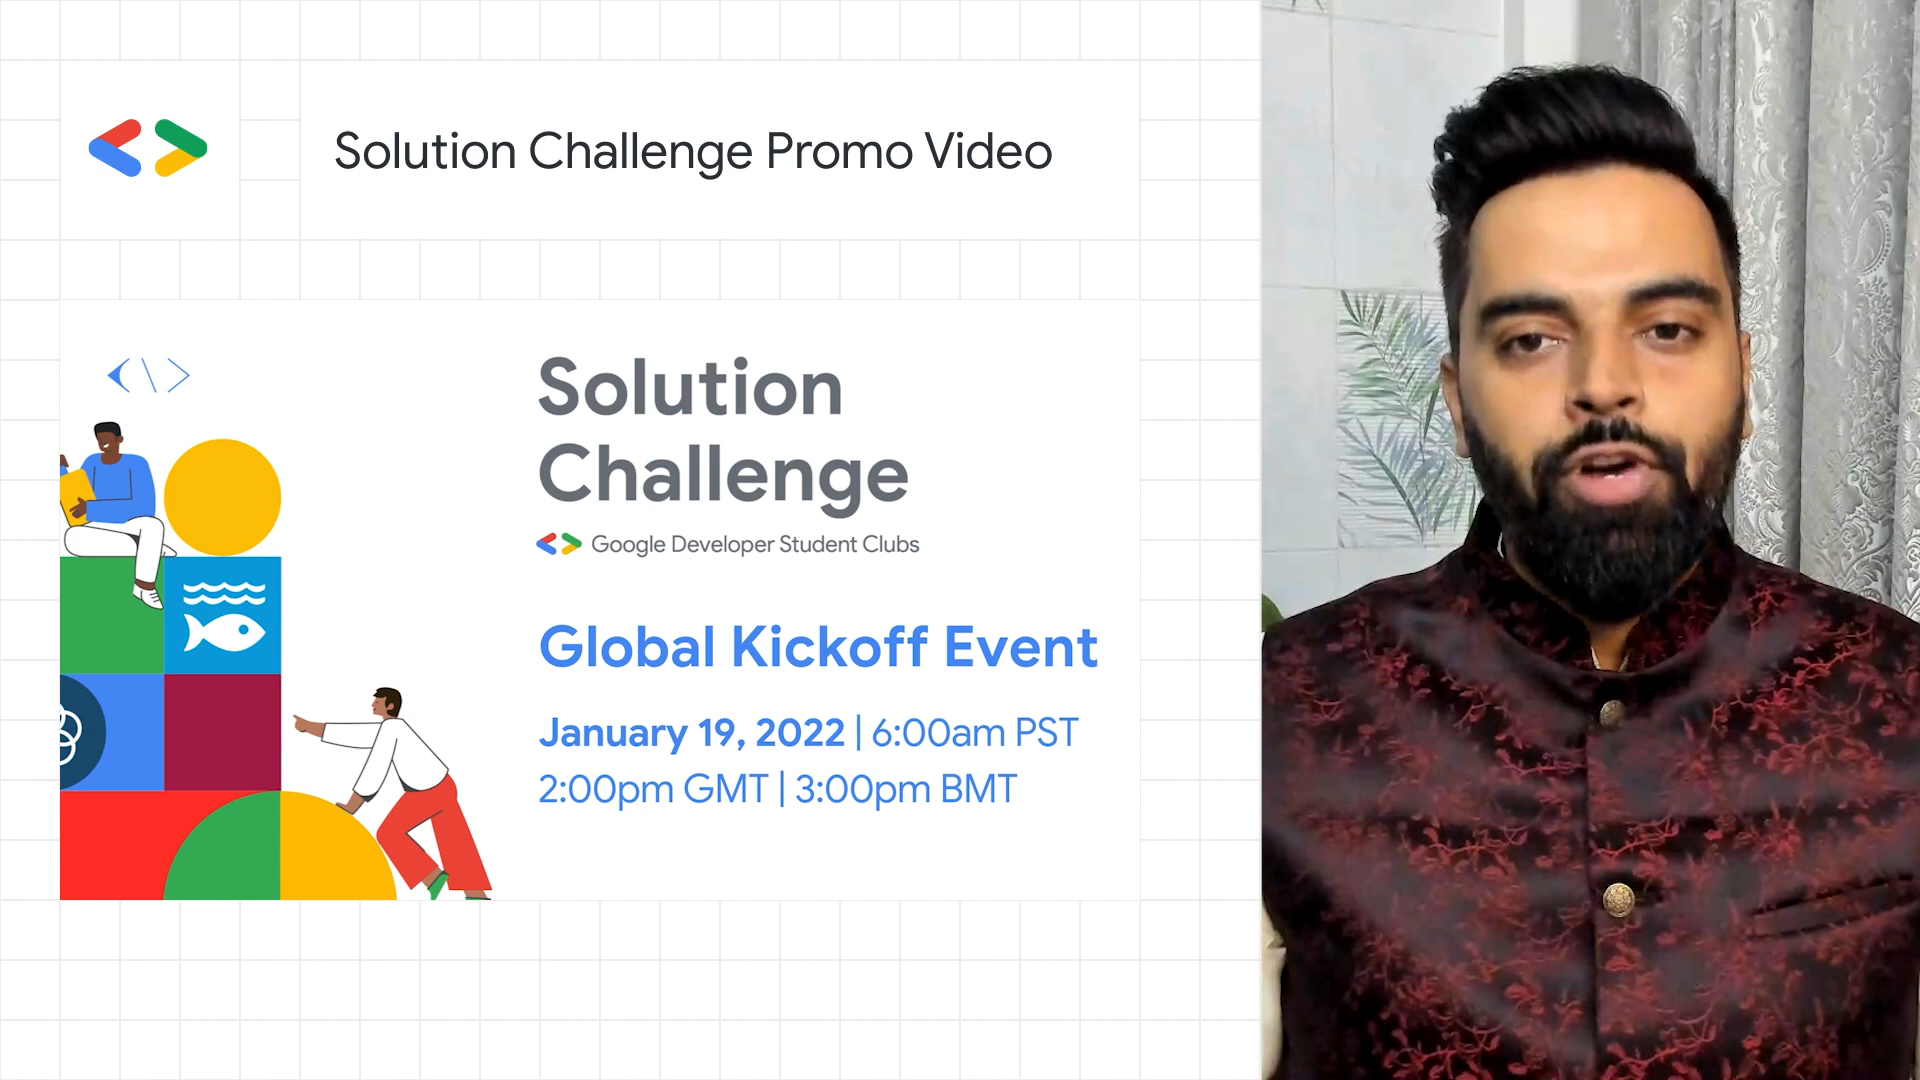 Solution Challenge Promo Video
Solution
Challenge
Google Developer Student Clubs
Global Kickoff Event
January 19, 2022 | 6:00am PST
2:00pm GMT | 3:00pm BMT